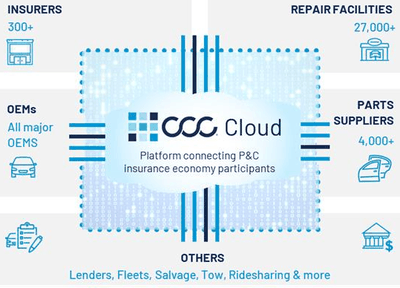 INSURERS
300+
REPAIR FACILITIES
27,000+
OEMs
All major
OEMS
CCC Cloud
Platform connecting P&C
insurance economy participants
PARTS
SUPPLIERS
4,000+
$
OTHERS
Lenders, Fleets, Salvage, Tow, Ridesharing & more